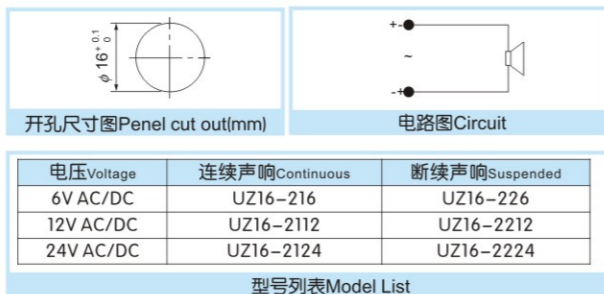 φ 16 +0.1 0
开孔尺寸图Penel cut out(mm)
+-
~
-+
电路图Circuit
电压Voltage 连续声响Continuous 断续声响Suspended
6V AC/DC UZ16-216 UZ16-226
12V AC/DC UZ16-2112 UZ16-2212
24V AC/DC UZ16-2124 UZ16-2224
型号列表Model List